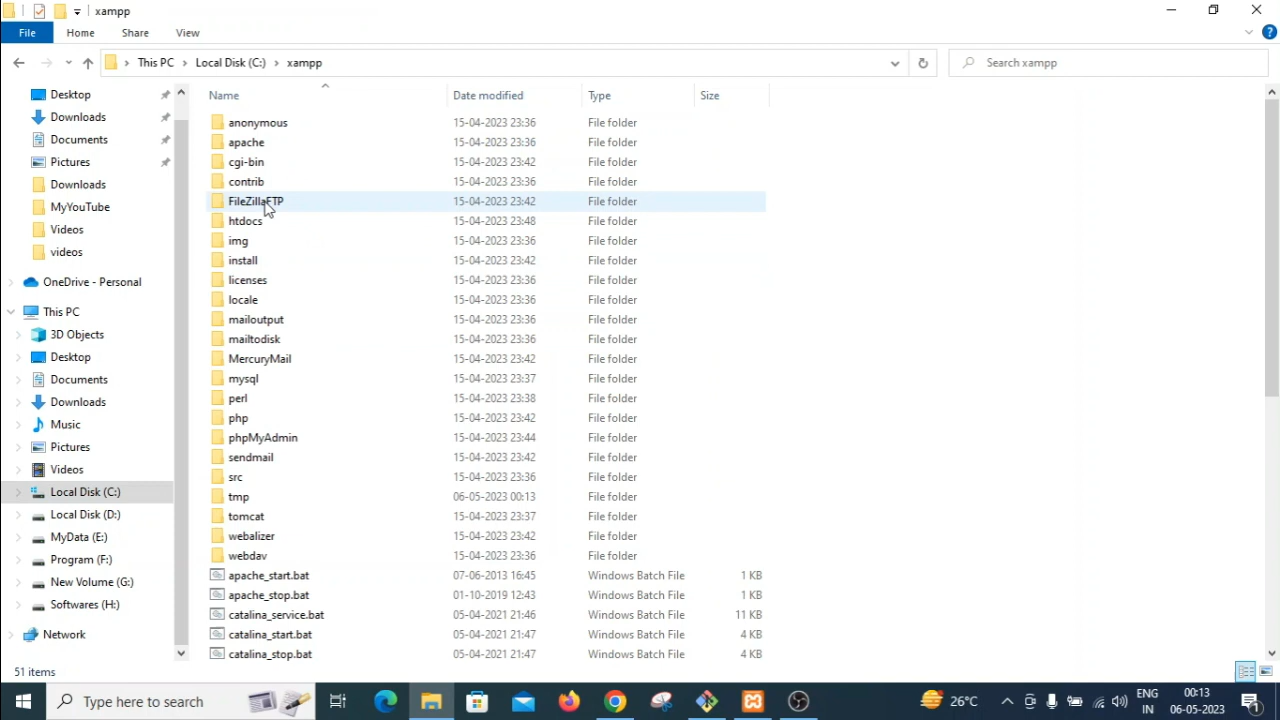 xampp
File Home Share View
This PC Local Disk (C:) xampp Search xampp
Desktop
Downloads
Documents
Pictures
Downloads
MyYouTube
Videos
videos
OneDrive - Personal
This PC
3D Objects
Desktop
Documents
Downloads
Music
Pictures
Videos
Local Disk (C:)
Local Disk (D:)
MyData (E:)
Program (F:)
New Volume (G:)
Softwares (H:)
Network
Name Date modified Type Size
anonymous 15-04-2023 23:36 File folder
apache 15-04-2023 23:36 File folder
cgi-bin 15-04-2023 23:42 File folder
contrib 15-04-2023 23:36 File folder
FileZillaFTP 15-04-2023 23:42 File folder
htdocs 15-04-2023 23:48 File folder
img 15-04-2023 23:36 File folder
install 15-04-2023 23:42 File folder
licenses 15-04-2023 23:36 File folder
locale 15-04-2023 23:36 File folder
mailoutput 15-04-2023 23:36 File folder
mailtodisk 15-04-2023 23:36 File folder
MercuryMail 15-04-2023 23:42 File folder
mysql 15-04-2023 23:37 File folder
perl 15-04-2023 23:38 File folder
php 15-04-2023 23:42 File folder
phpMyAdmin 15-04-2023 23:44 File folder
sendmail 15-04-2023 23:42 File folder
src 15-04-2023 23:36 File folder
tmp 06-05-2023 00:13 File folder
tomcat 15-04-2023 23:37 File folder
webalizer 15-04-2023 23:42 File folder
webdav 15-04-2023 23:36 File folder
apache_start.bat 07-06-2013 16:45 Windows Batch File 1 KB
apache_stop.bat 01-10-2019 12:43 Windows Batch File 1 KB
catalina_service.bat 05-04-2021 21:46 Windows Batch File 11 KB
catalina_start.bat 05-04-2021 21:47 Windows Batch File 4 KB
catalina_stop.bat 05-04-2021 21:47 Windows Batch File 4 KB
51 items
Type here to search
26°C
ENG
IN
00:13
06-05-2023
1